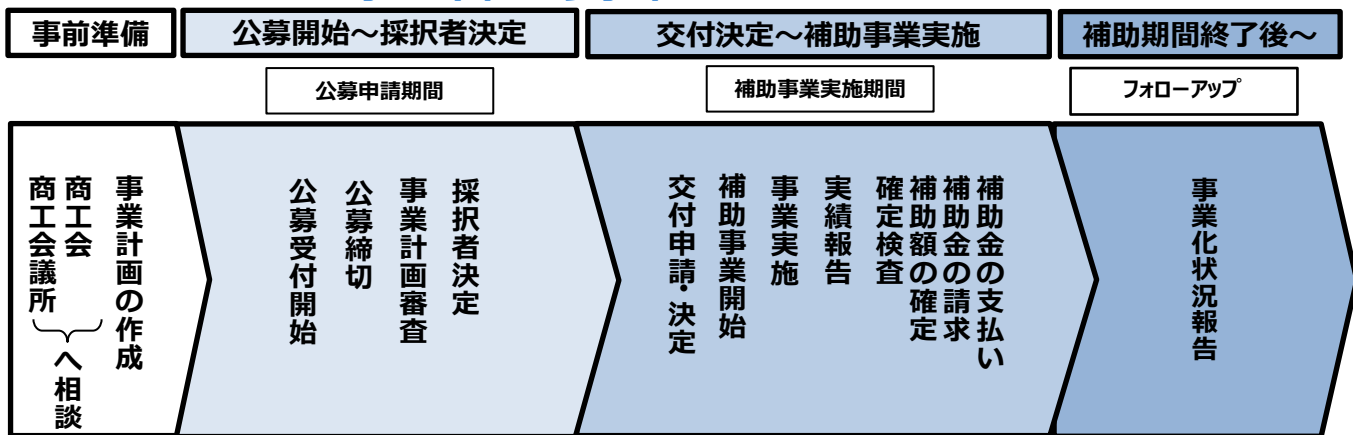 事前準備
公募開始～採択者決定
交付決定～補助事業実施
補助期間終了後～
公募申請期間
補助事業実施期間
フォローアップ
商工会議所
商工会
へ相談
事業計画の作成
公募受付開始
公募締切
事業計画審査
採択者決定
交付申請・決定
補助事業開始
事業実施
実績報告
確定検査
補助額の確定
補助金の請求
補助金の支払い
事業化状況報告